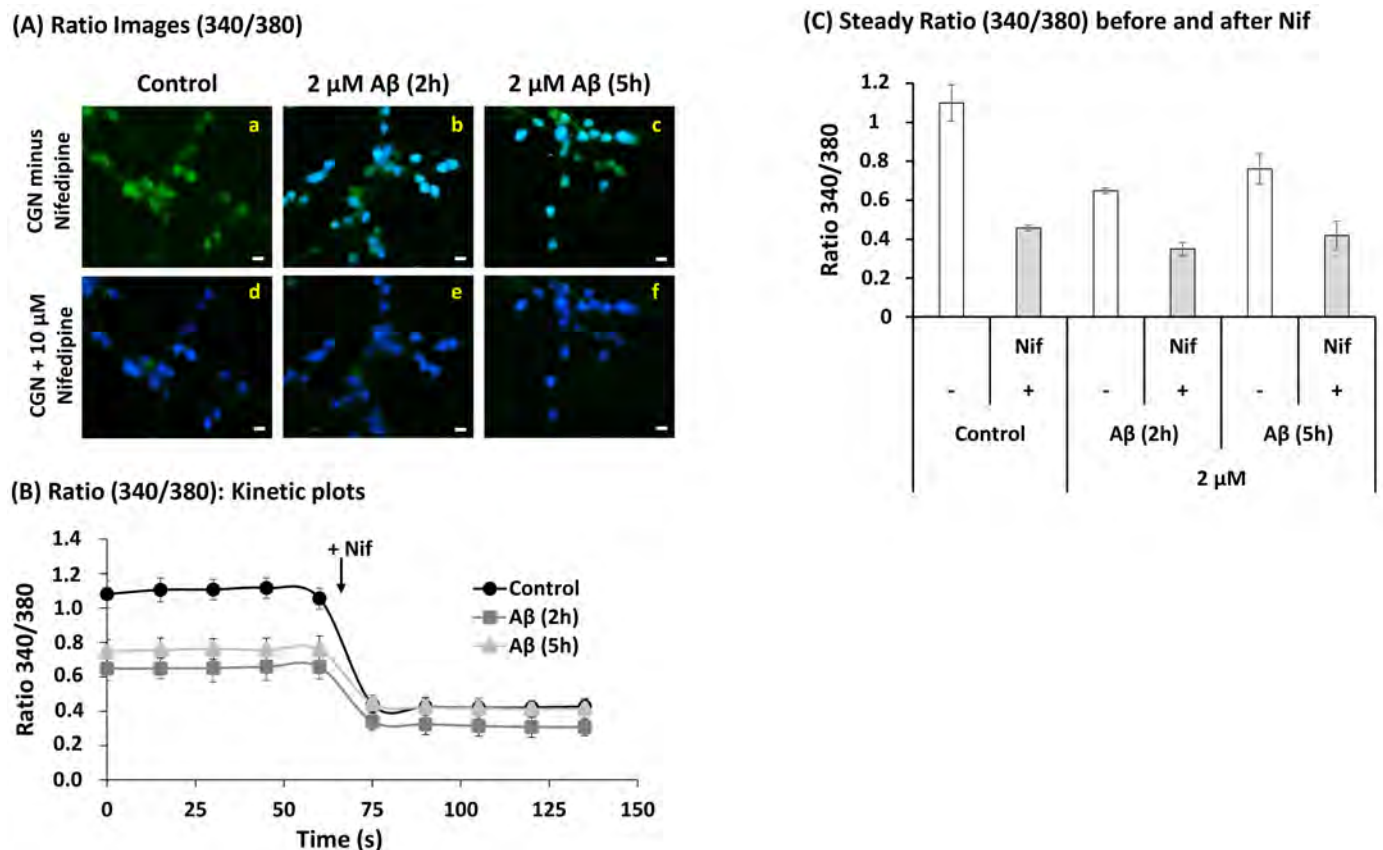 (A) Ratio Images (340/380)
Control
2 µM Aβ (2h)
2 µM Aβ (5h)
CGN minus
Nifedipine
a
b
c
CGN + 10 µM
Nifedipine
d
e
f
(B) Ratio (340/380): Kinetic plots
Ratio 340/380
1.4
1.2
1.0
0.8
0.6
0.4
0.2
0.0
+ Nif
Control
Aβ (2h)
Aβ (5h)
0 25 50 75 100 125 150
Time (s)
(C) Steady Ratio (340/380) before and after Nif
Ratio 340/380
1.2
1
0.8
0.6
0.4
0.2
0
Nif Nif Nif
- + - + - +
Control Aβ (2h) Aβ (5h)
2 µM